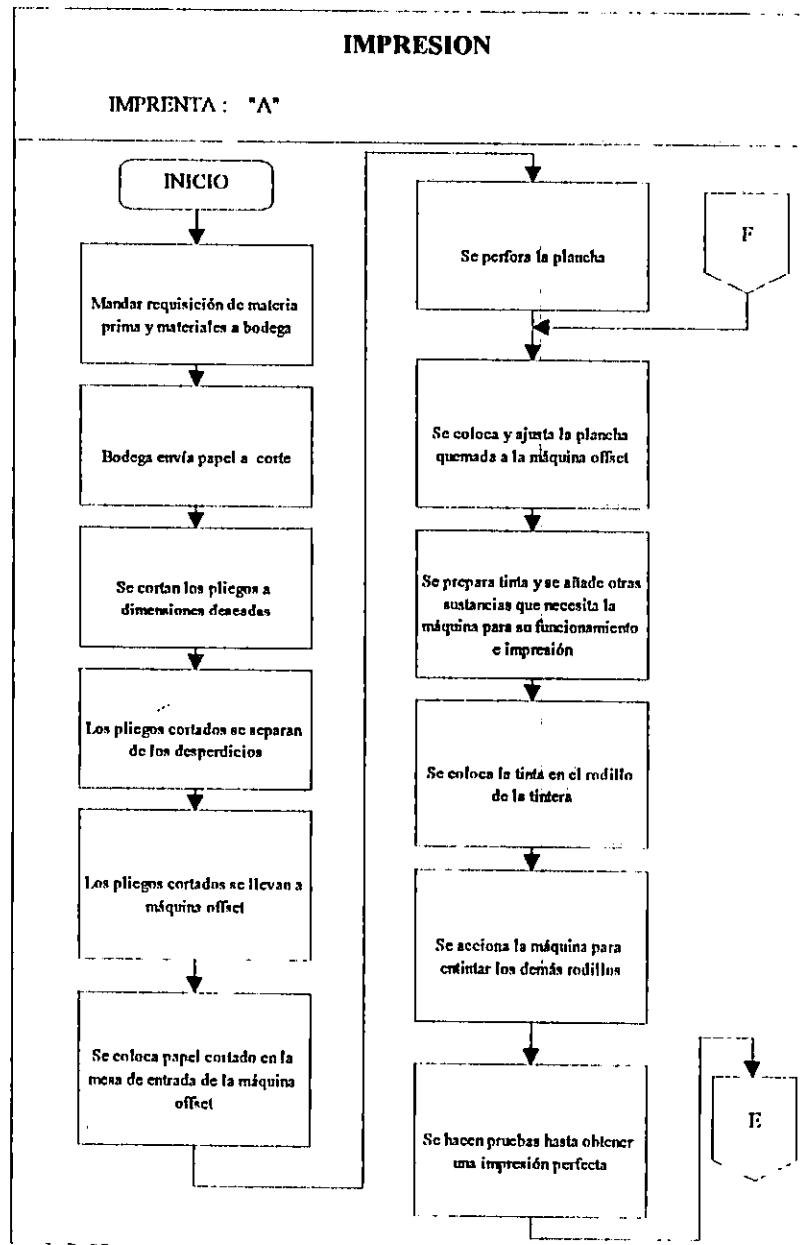 IMPRESION
IMPRENTA : "A"
INICIO
Mandar requisición de materia
prima y materiales a bodega
Bodega envía papel a corte
Se cortan los pliegos a
dimensiones deseadas
Los pliegos cortados se separan
de los desperdicios
Los pliegos cortados se llevan a
máquina offset
Se coloca papel cortado en la
mesa de entrada de la máquina
offset
Se perfora la plancha
F
Se coloca y ajusta la plancha
quemada a la máquina offset
Se prepara tinta y se añade otras
sustancias que necesita la
máquina para su funcionamiento
e impresión
Se coloca la tinta en el rodillo
de la tintera
Se acciona la máquina para
entintar los demás rodillos
Se hacen pruebas hasta obtener
una impresión perfecta
E